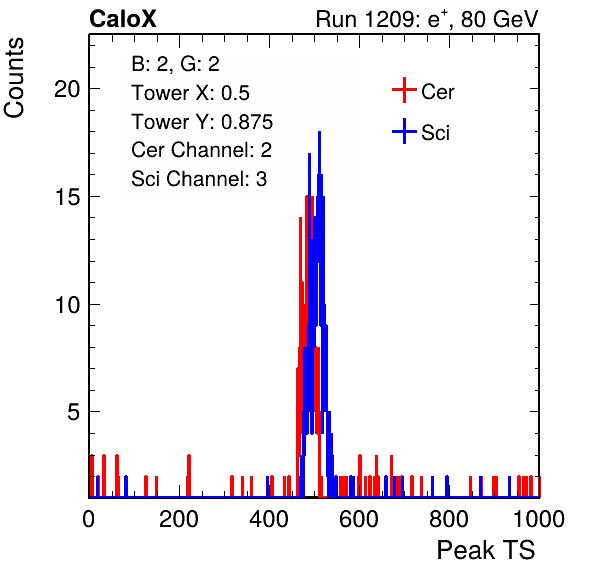 CaloX Run 1209: e⁺, 80 GeV
Counts
B: 2, G: 2
Tower X: 0.5
Tower Y: 0.875
Cer Channel: 2
Sci Channel: 3
Cer
Sci
20
15
10
5
0 200 400 600 800 1000
Peak TS